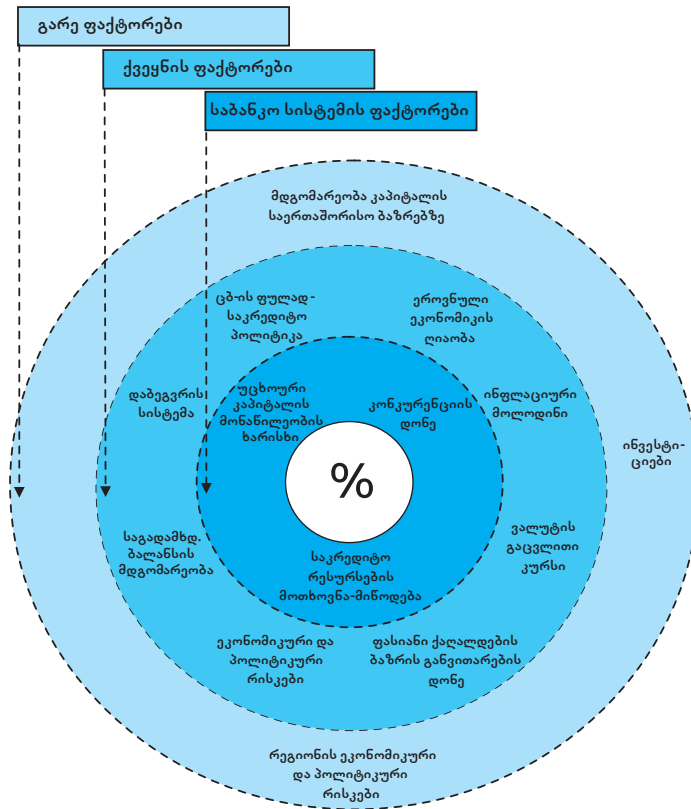 გარე ფაქტორები
ქვეყნის ფაქტორები
საბანკო სისტემის ფაქტორები
მდგომარეობა კაპიტალის
საერთაშორისო ბაზრებზე
ცბ-ის ფულად-
საკრედიტო
პოლიტიკა
ეროვნული
ეკონომიკის
ღიაობა
დაბეგვრის
სისტემა
უცხოური
კაპიტალის
მონაწილეობის
ხარისხი
კონკურენციის
დონე
ინფლაციური
მოლოდინი
ინვესტი-
ციები
%
საგადამხდ.
ბალანსის
მდგომარეობა
საკრედიტო
რესურსების
მოთხოვნა-მიწოდება
ვალუტის
გაცვლითი
კურსი
ეკონომიკური და
პოლიტიკური
რისკები
ფასიანი ქაღალდების
ბაზრის განვითარების
დონე
რეგიონის ეკონომიკური
და პოლიტიკური
რისკები